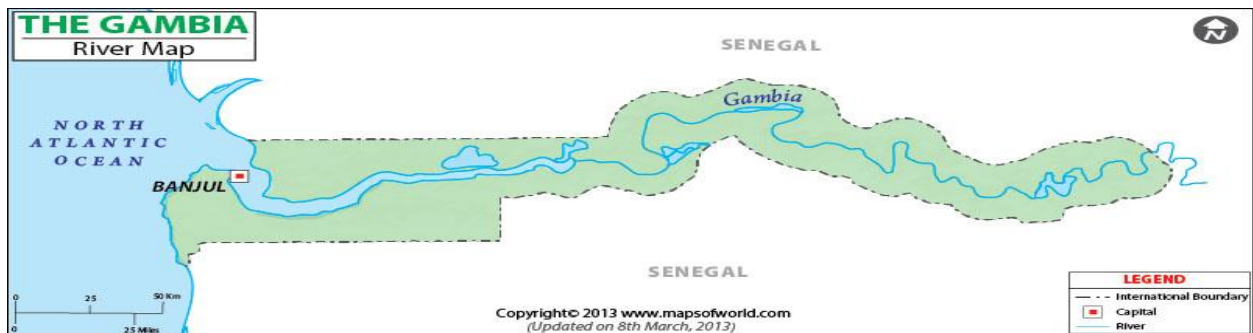 THE GAMBIA
River Map
N
SENEGAL
Gambia
NORTH
ATLANTIC
OCEAN
BANJUL
SENEGAL
0 25 50 Km
0 25 Miles
Copyright© 2013 www.mapsofworld.com
(Updated on 8th March, 2013)
LEGEND
International Boundary
Capital
River